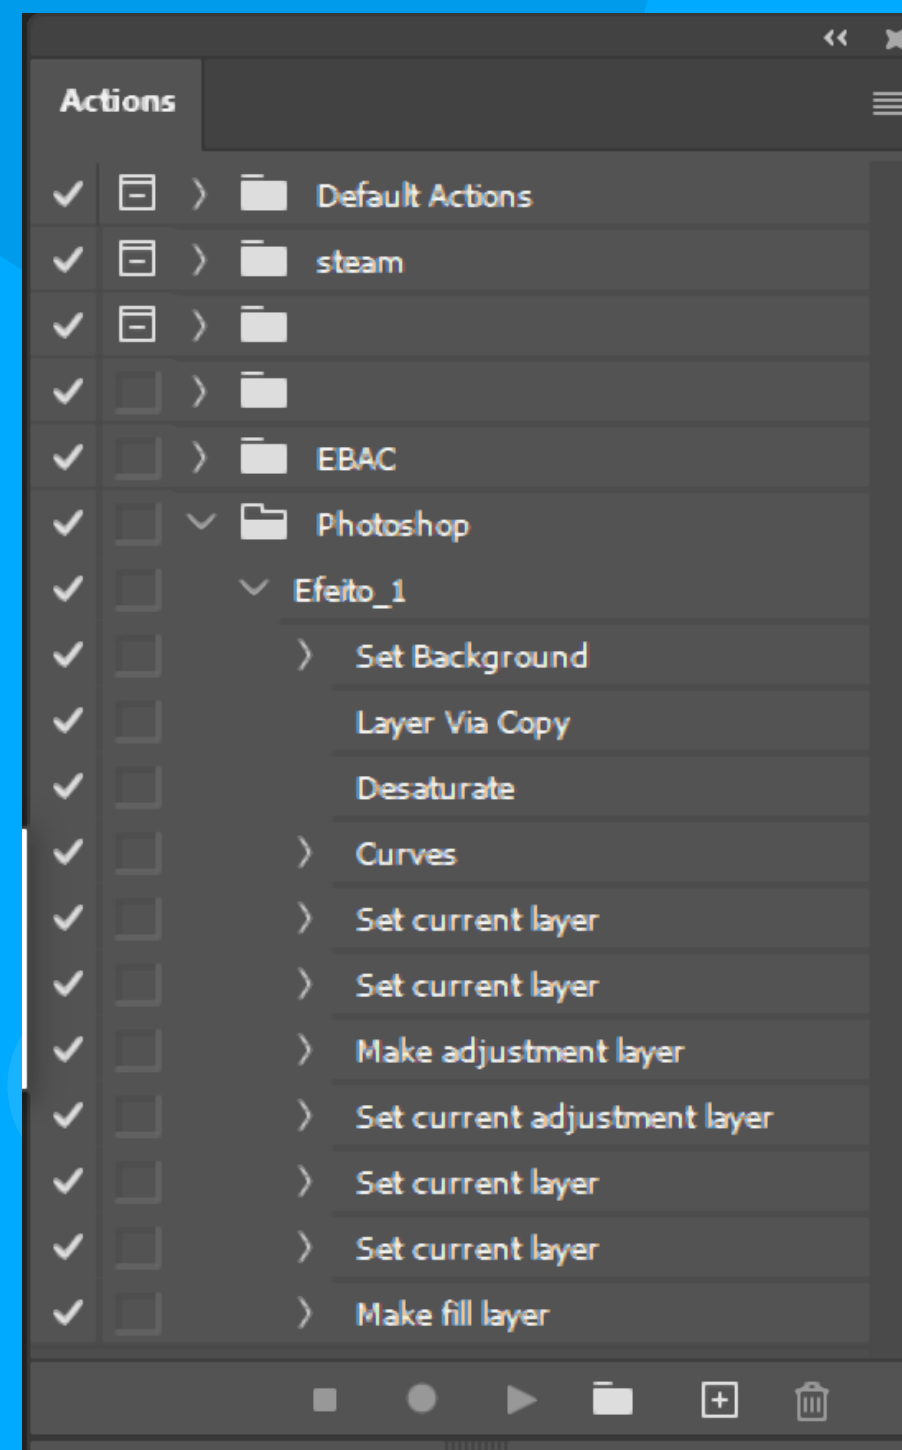 Actions
Default Actions
steam
EBAC
Photoshop
Efeito_1
Set Background
Layer Via Copy
Desaturate
Curves
Set current layer
Set current layer
Make adjustment layer
Set current adjustment layer
Set current layer
Set current layer
Make fill layer